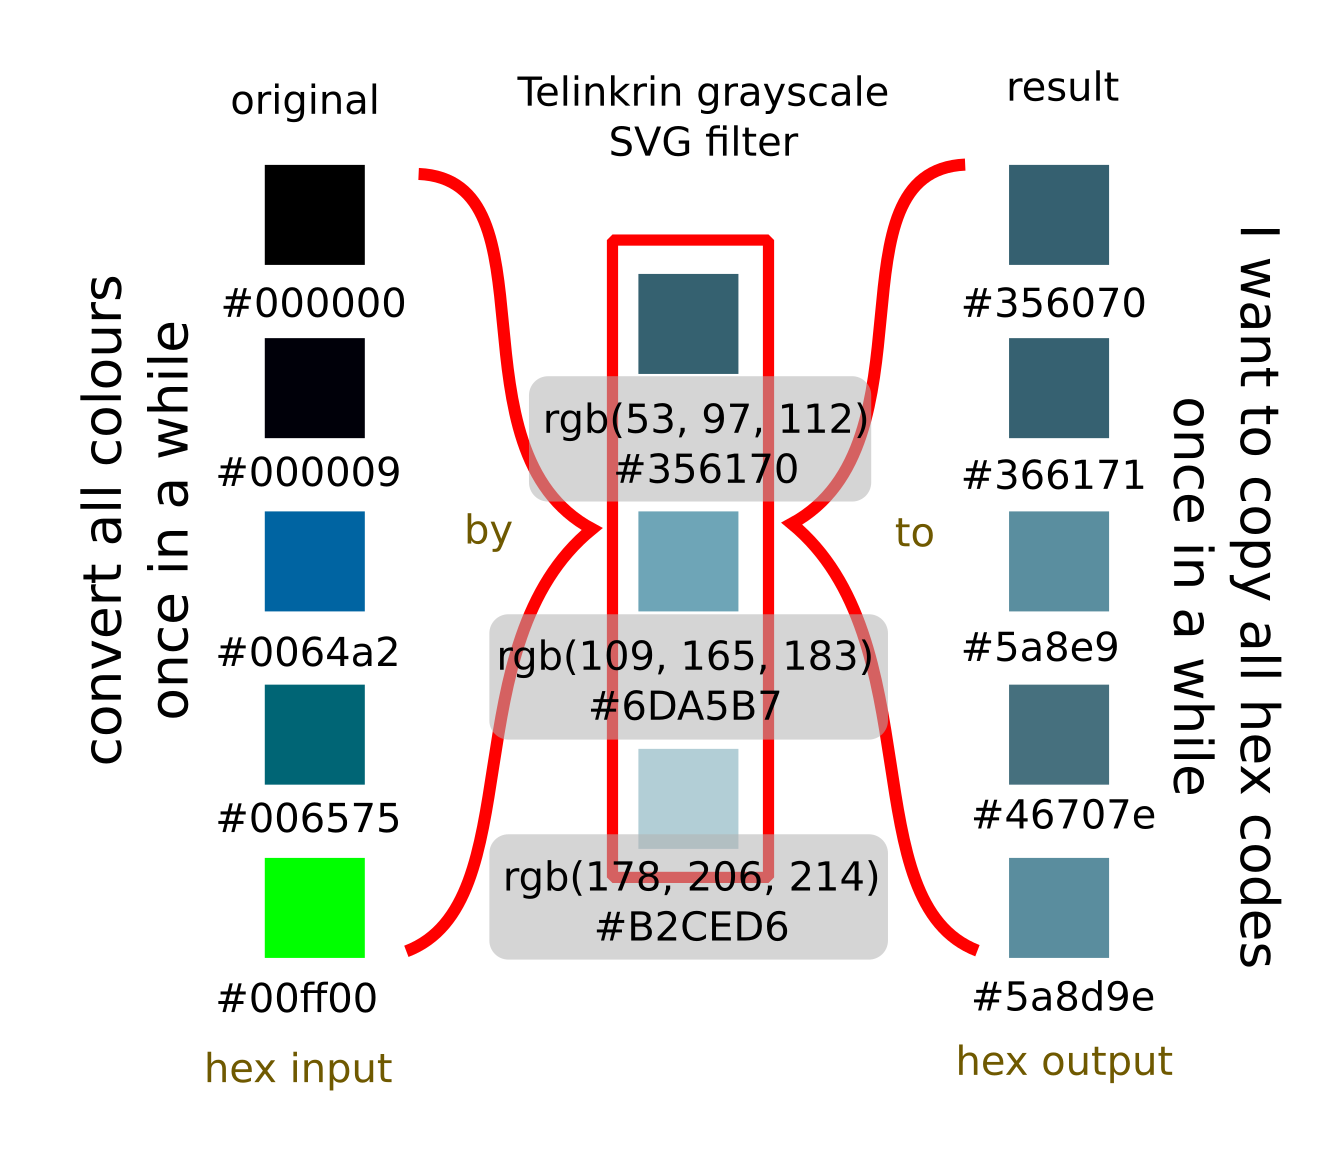 original
Telinkrin grayscale
SVG filter
result
convert all colours
once in a while
#000000
#000009
#0064a2
#006575
#00ff00
hex input
by
rgb(53, 97, 112)
#356170
rgb(109, 165, 183)
#6DA5B7
rgb(178, 206, 214)
#B2CED6
to
#356070
#366171
#5a8e9
#46707e
#5a8d9e
hex output
I want to copy all hex codes
once in a while